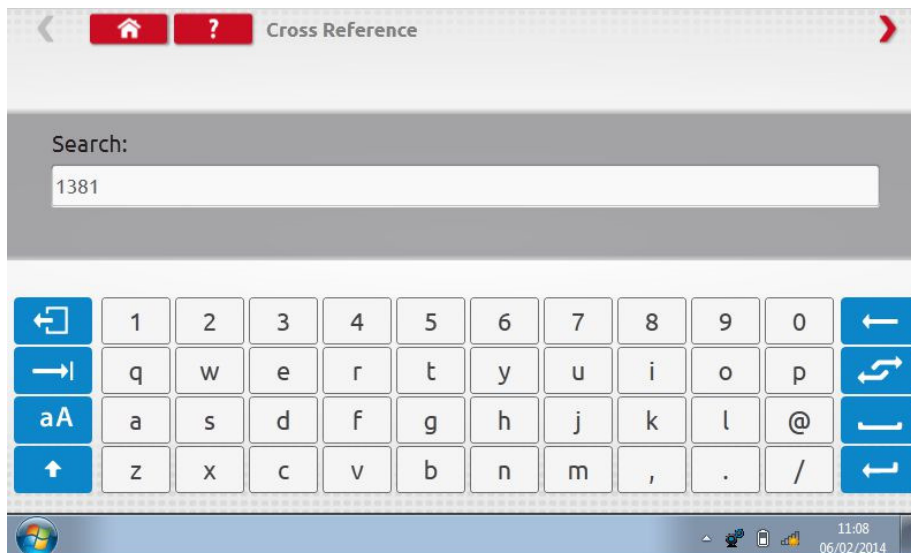 ? Cross Reference
Search:
1381
1 2 3 4 5 6 7 8 9 0
q w e r t y u i o p
aA a s d f g h j k l @
z x c v b n m , . /
11:08
06/02/2014